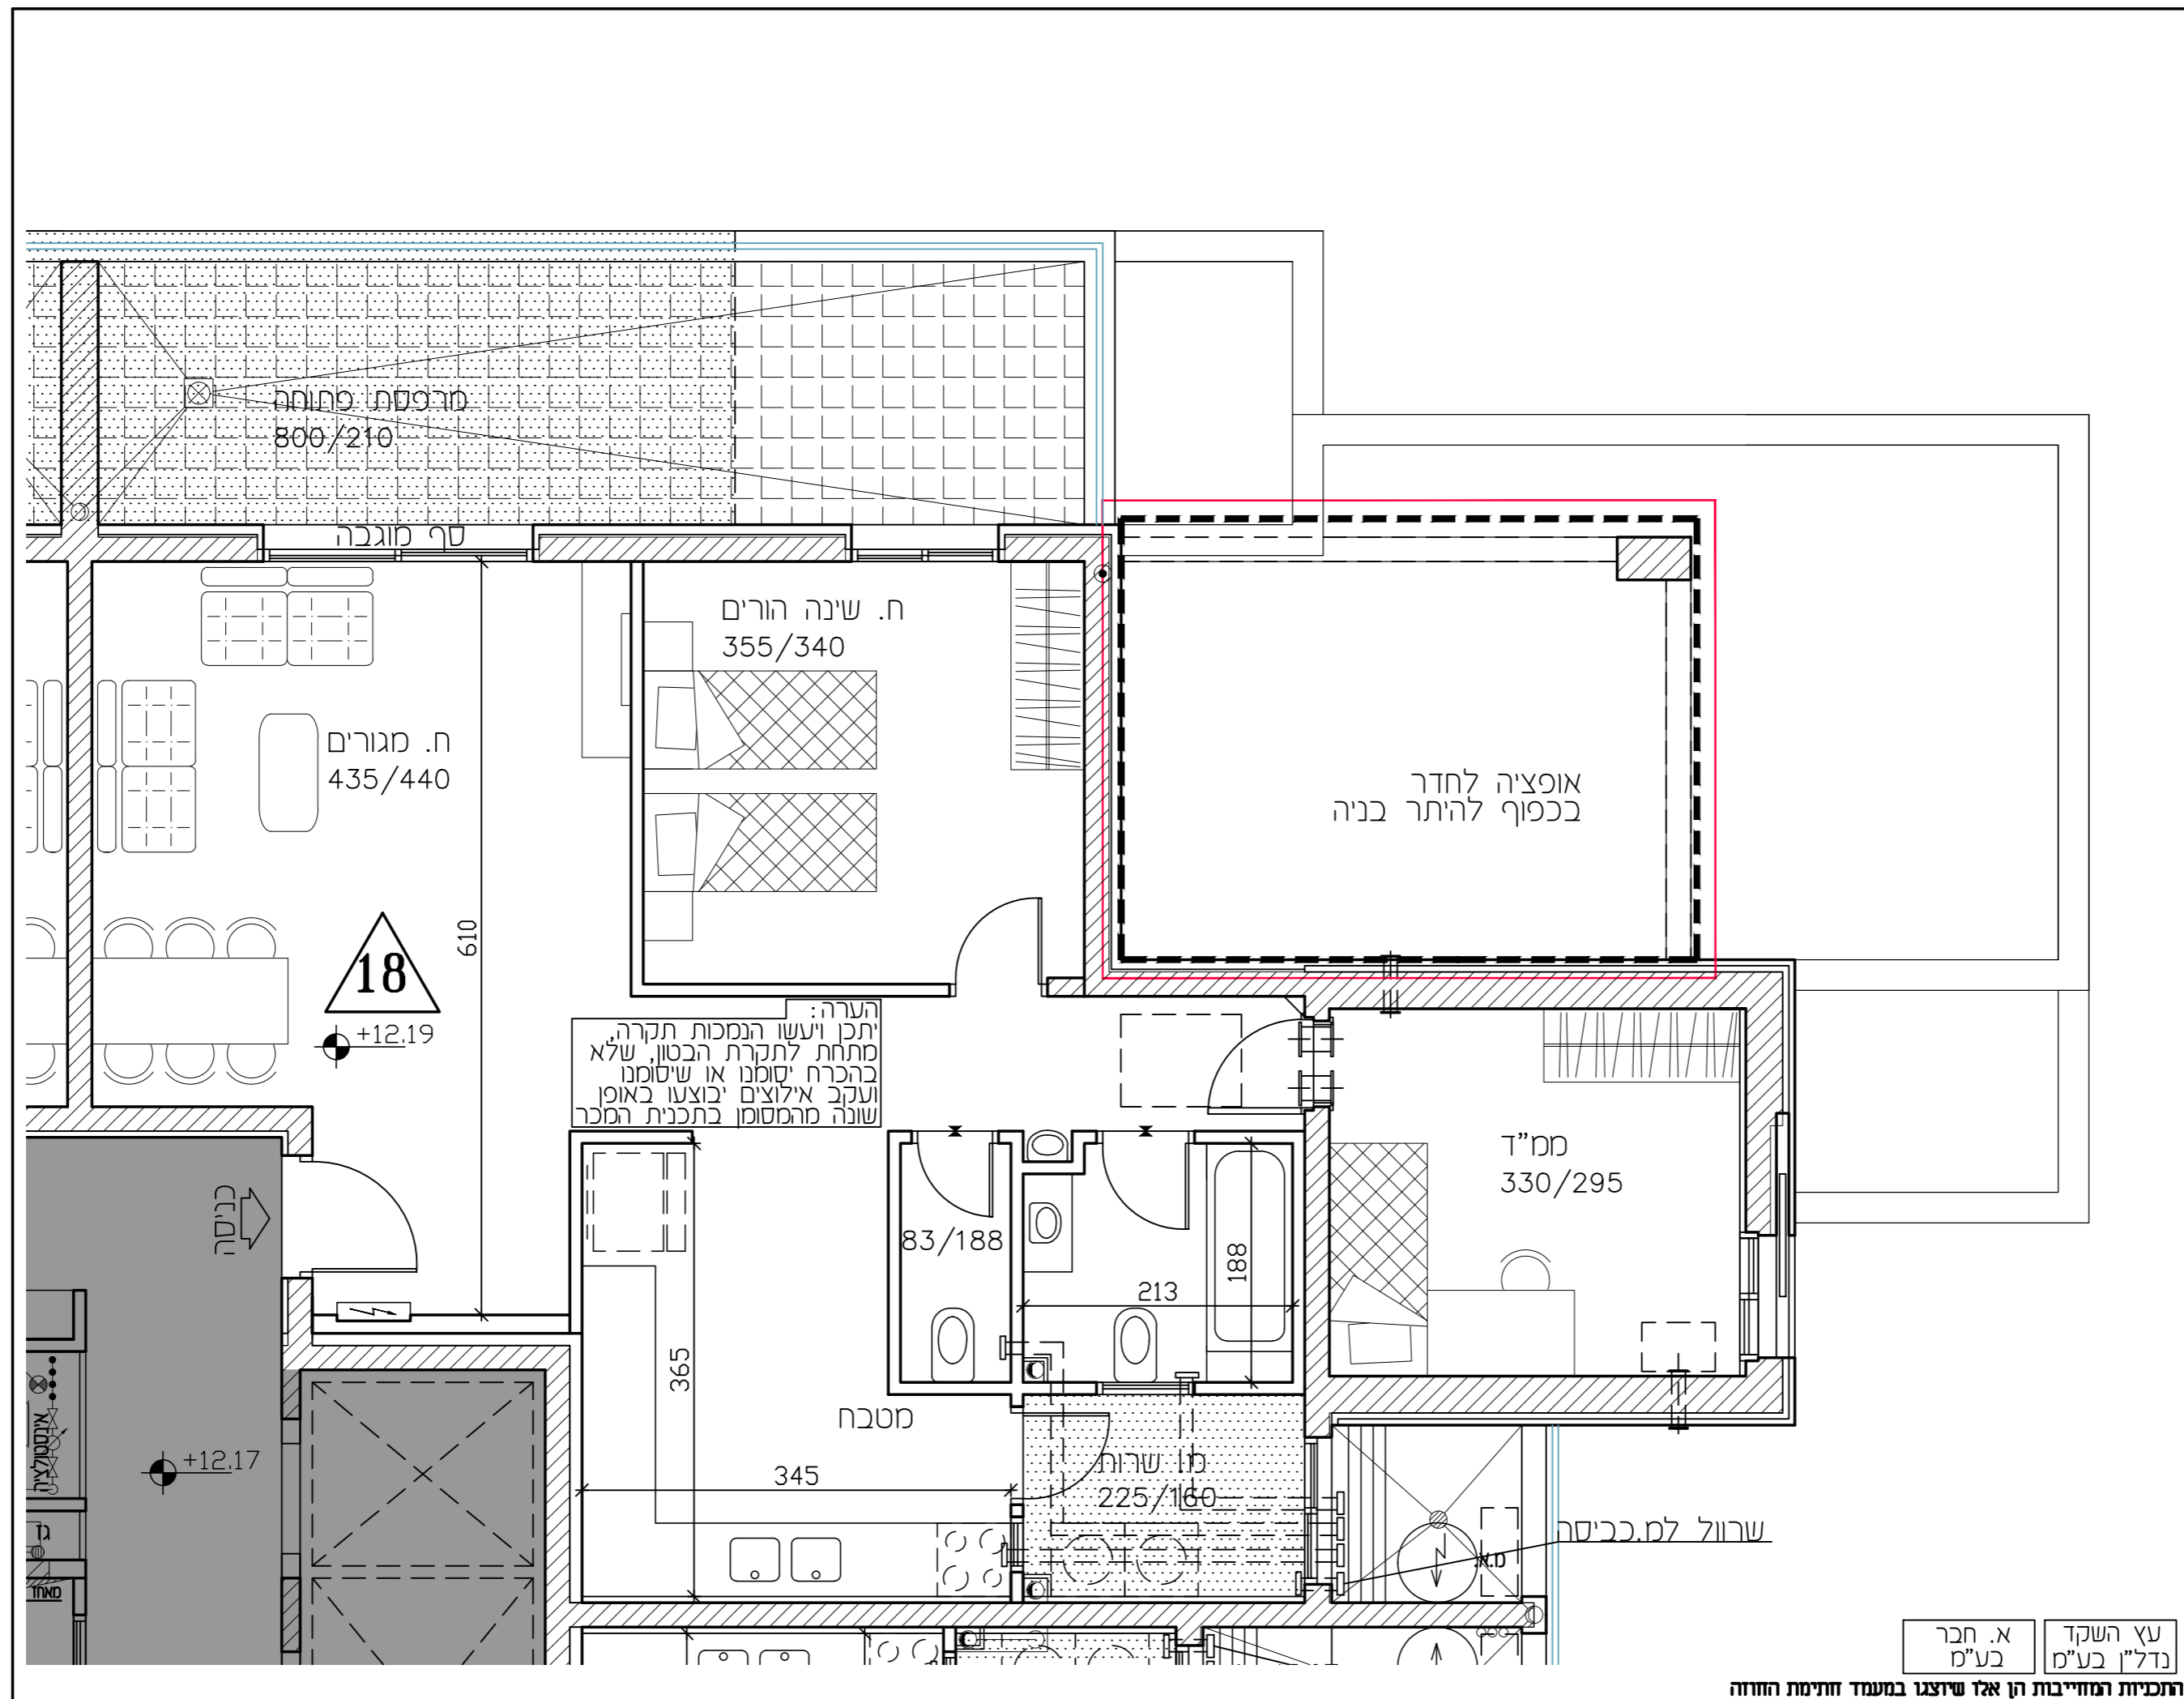 מרפסת פתוחה
800/210
סף מוגבה
ח. שינה הורים
355/340
ח. מגורים
435/440
אופציה לחדר
בכפוף להיתר בניה
610
18
+12.19
הערה:
יתכן ויעשו הנמכות תקרה,
מתחת לתקרת הבטון, שלא
בהכרח יסומנו או שיסומנו
ועקב אילוצים יבוצעו באופן
שונה מהמסומן בתכנית המכר
ממ"ד
330/295
כניסה
83/188
188
213
365
מטבח
345
מ. שרות
225/160
+12.17
אינסטלציה
גז
מאחז
שרוול למ.כביסה
מ.א.
עץ השקד
נדל"ן בע"מ
א. חבר
בע"מ
התכניות המחייבות הן אלו שיוצגו במעמד חתימת החוזה